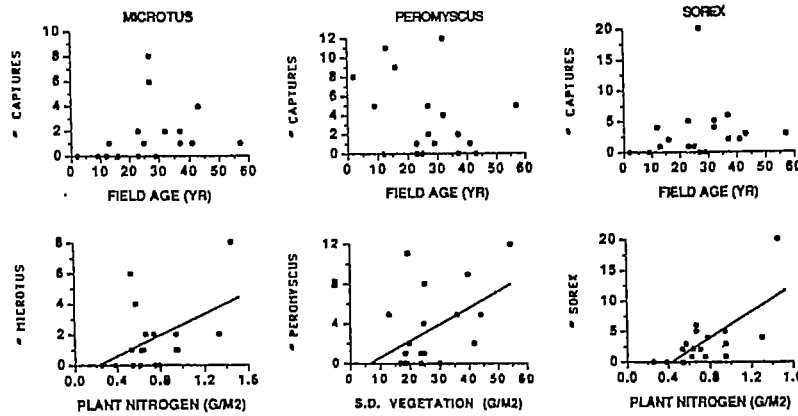 MICROTUS
PEROMYSCUS
SOREX
# CAPTURES
10
8
6
4
2
0
0 10 20 30 40 50 60
FIELD AGE (YR)
# CAPTURES
12
10
8
6
4
2
0
0 10 20 30 40 50 60
FIELD AGE (YR)
# CAPTURES
20
15
10
5
0
0 10 20 30 40 50 60
FIELD AGE (YR)
# MICROTUS
8
6
4
2
0
0.0 0.4 0.8 1.2 1.6
PLANT NITROGEN (G/M2)
# PEROMYSCUS
12
8
4
0
0 10 20 30 40 50 60
S.D. VEGETATION (G/M2)
# SOREX
20
15
10
5
0
0.0 0.4 0.8 1.2 1.6
PLANT NITROGEN (G/M2)